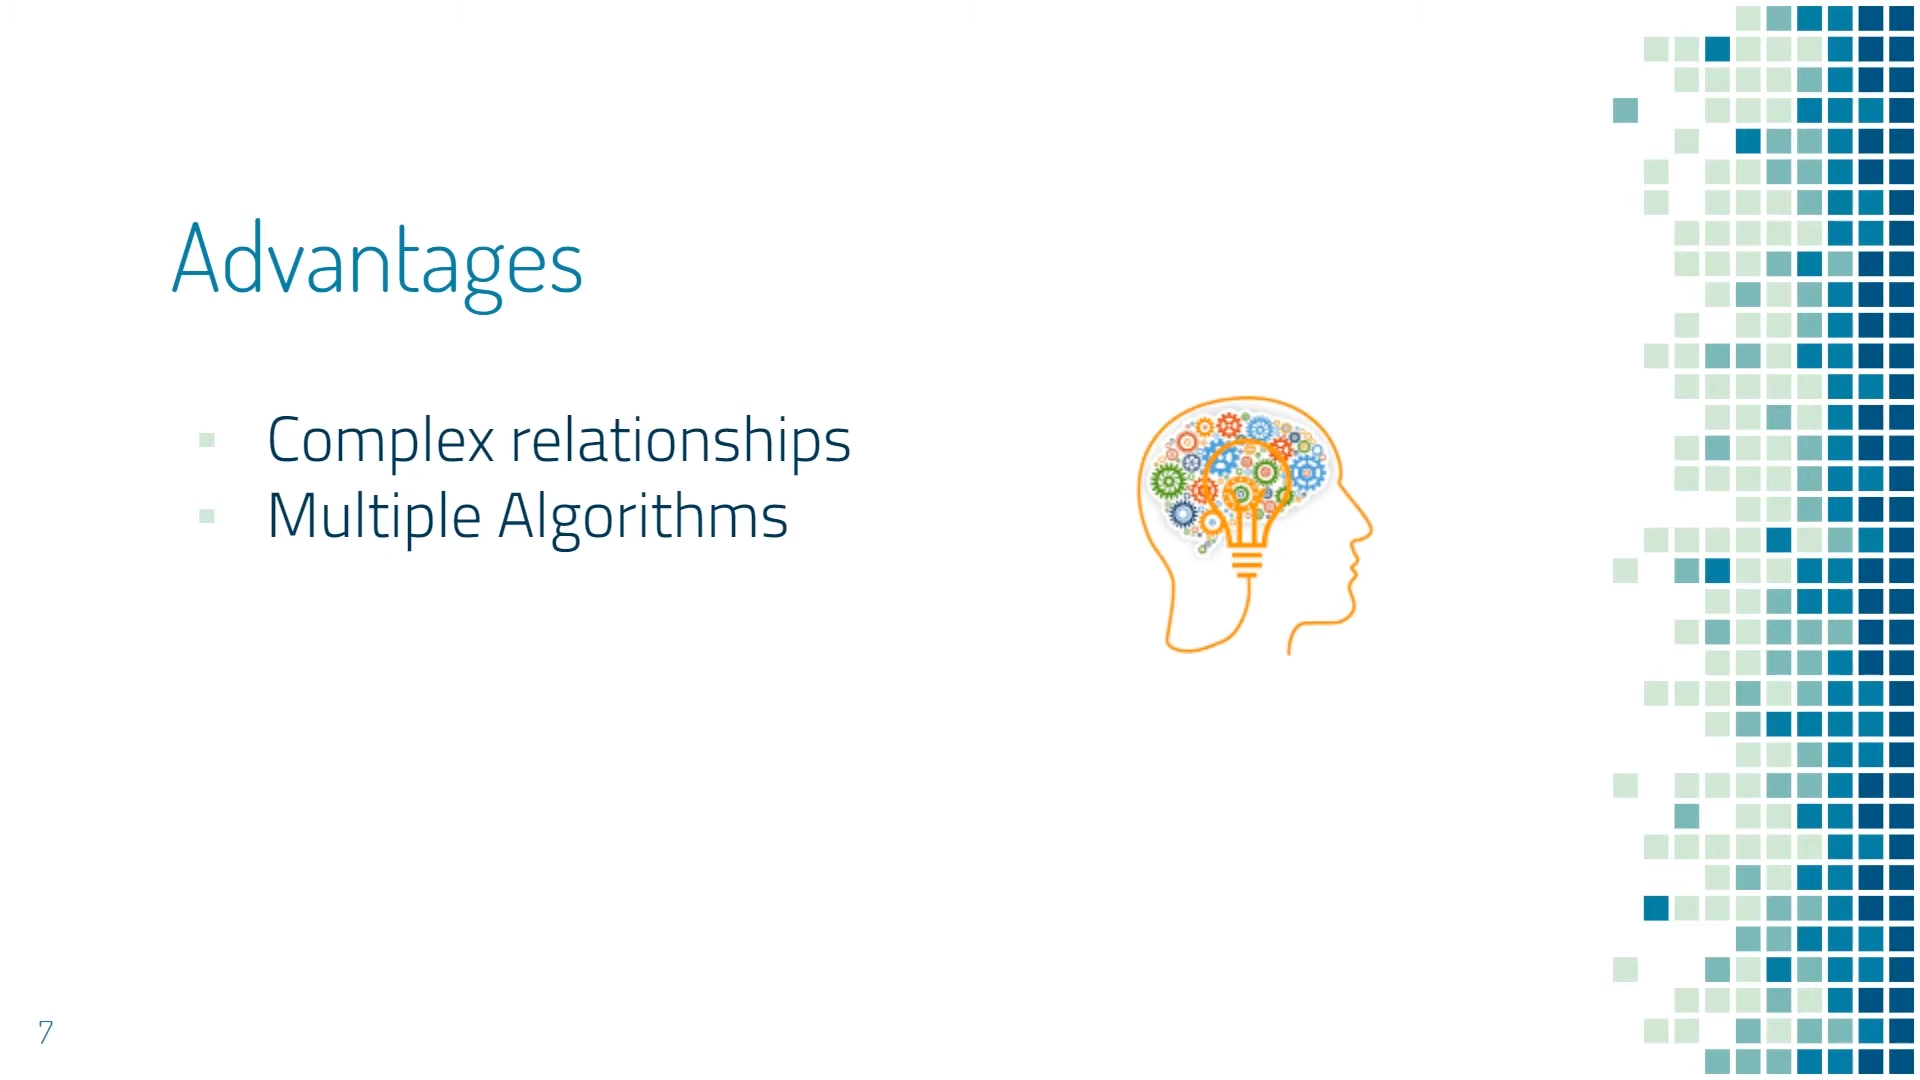 Advantages
▪ Complex relationships
▪ Multiple Algorithms
7